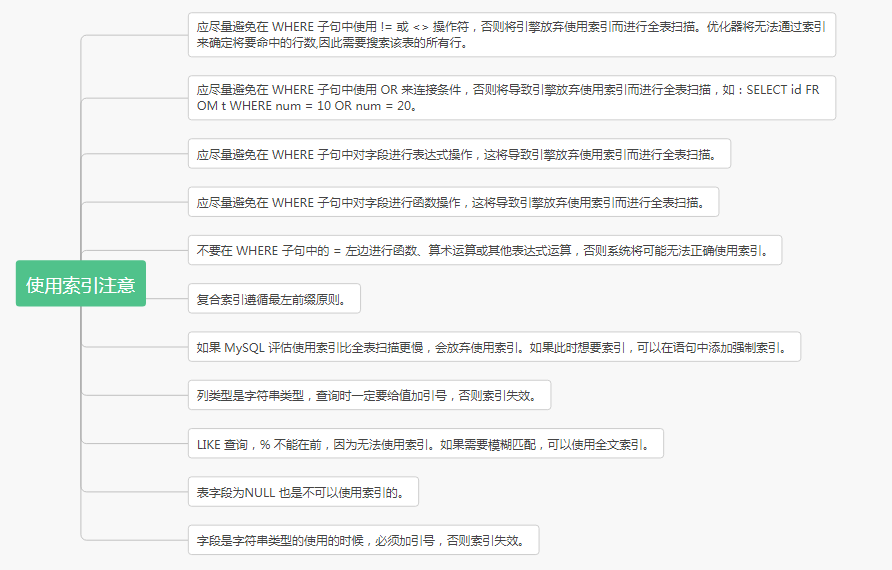 应尽量避免在 WHERE 子句中使用 != 或 <> 操作符，否则将引擎放弃使用索引而进行全表扫描。优化器将无法通过索引
来确定将要命中的行数,因此需要搜索该表的所有行。
应尽量避免在 WHERE 子句中使用 OR 来连接条件，否则将导致引擎放弃使用索引而进行全表扫描，如：SELECT id FR
OM t WHERE num = 10 OR num = 20。
应尽量避免在 WHERE 子句中对字段进行表达式操作，这将导致引擎放弃使用索引而进行全表扫描。
应尽量避免在 WHERE 子句中对字段进行函数操作，这将导致引擎放弃使用索引而进行全表扫描。
不要在 WHERE 子句中的 = 左边进行函数、算术运算或其他表达式运算，否则系统将可能无法正确使用索引。
使用索引注意
复合索引遵循最左前缀原则。
如果 MySQL 评估使用索引比全表扫描更慢，会放弃使用索引。如果此时想要索引，可以在语句中添加强制索引。
列类型是字符串类型，查询时一定要给值加引号，否则索引失效。
LIKE 查询，% 不能在前，因为无法使用索引。如果需要模糊匹配，可以使用全文索引。
表字段为NULL 也是不可以使用索引的。
字段是字符串类型的使用的时候，必须加引号，否则索引失效。